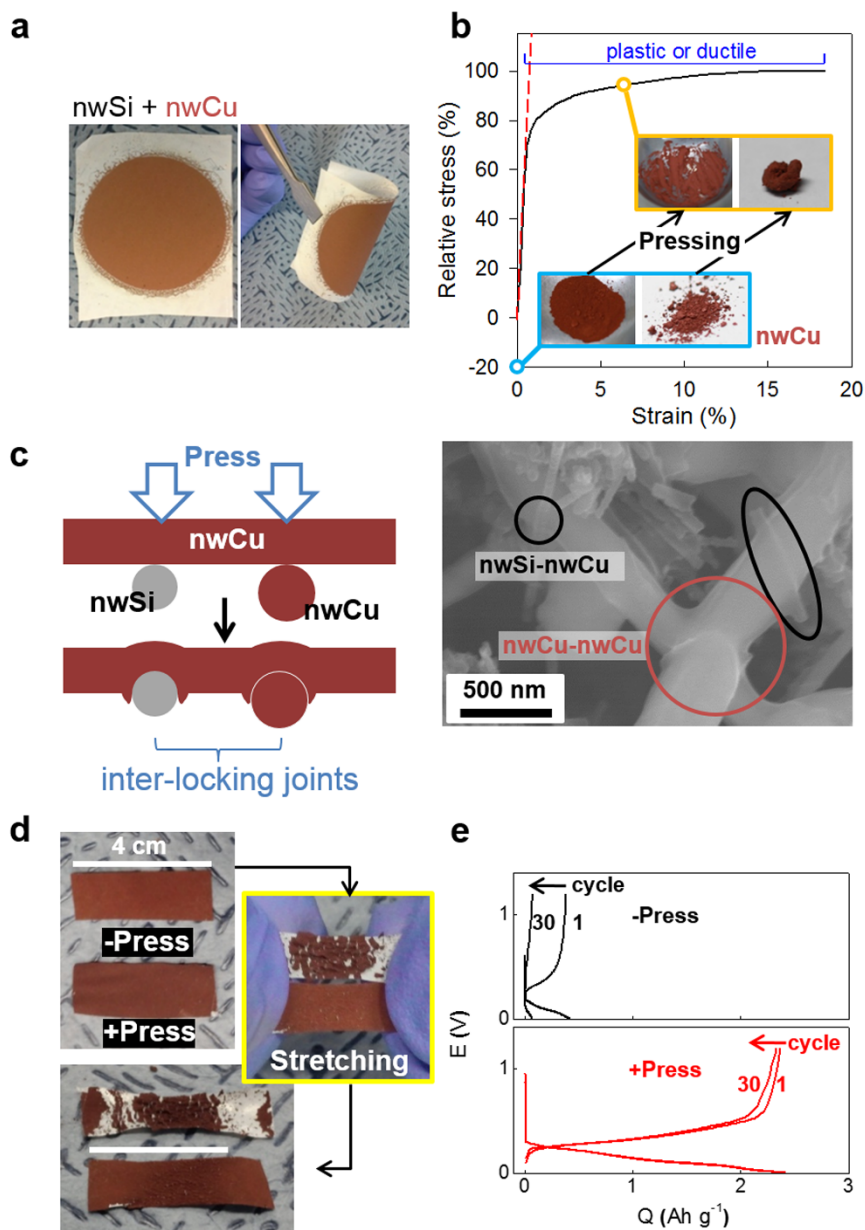 a
nwSi + nwCu
b
plastic or ductile
100
80
60
40
20
0
-20
Relative stress (%)
Pressing
nwCu
0
5
10
15
20
Strain (%)
c
Press
nwCu
nwSi
nwCu
inter-locking joints
nwSi-nwCu
nwCu-nwCu
500 nm
d
4 cm
-Press
+Press
Stretching
e
cycle
30 1
-Press
1
0
E (V)
cycle
30 1
+Press
1
0
0
1
2
3
Q (Ah g⁻¹)